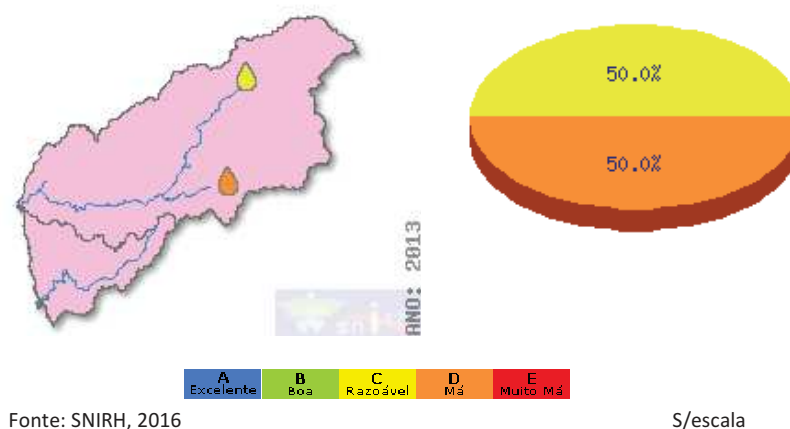 50.0%
50.0%
ANO: 2013
A
Excelente
B
Boa
C
Razoável
D
Má
E
Muito Má
Fonte: SNIRH, 2016
S/escala